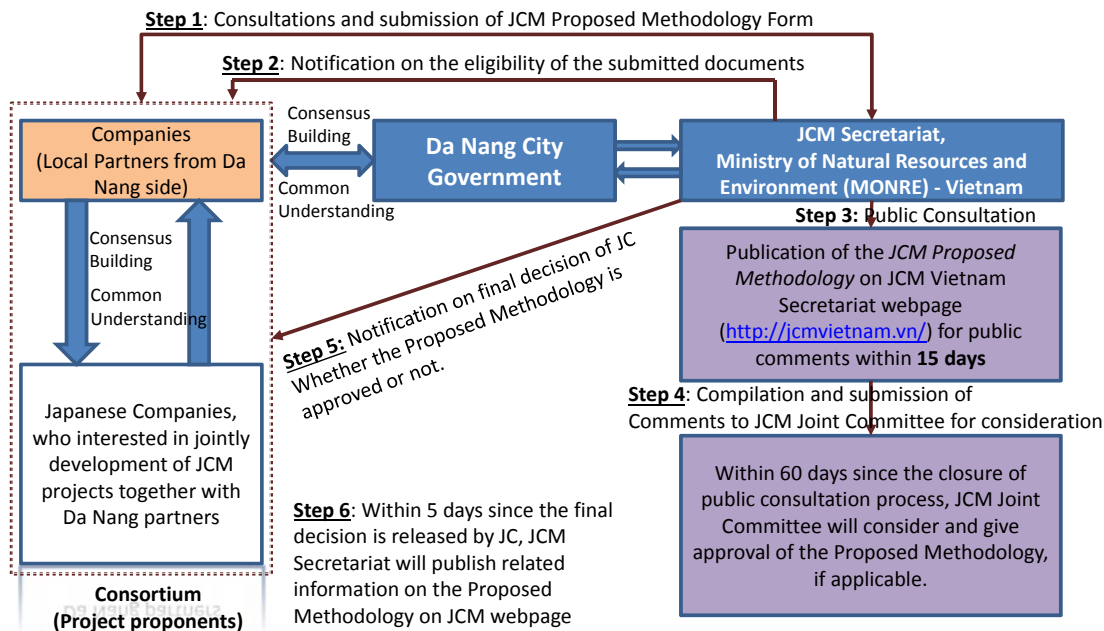 Step 1: Consultations and submission of JCM Proposed Methodology Form
Step 2: Notification on the eligibility of the submitted documents
Companies
(Local Partners from Da
Nang side)
Consensus
Building
Common
Understanding
Da Nang City
Government
JCM Secretariat,
Ministry of Natural Resources and
Environment (MONRE) - Vietnam
Consensus
Building
Common
Understanding
Japanese Companies,
who interested in jointly
development of JCM
projects together with
Da Nang partners
Consortium
(Project proponents)
Step 3: Public Consultation
Publication of the JCM Proposed
Methodology on JCM Vietnam
Secretariat webpage
(http://jcmvietnam.vn/) for public
comments within 15 days
Step 4: Compilation and submission of
Comments to JCM Joint Committee for consideration
Within 60 days since the closure of
public consultation process, JCM Joint
Committee will consider and give
approval of the Proposed Methodology,
if applicable.
Step 5: Notification on final decision of JC
Whether the Proposed Methodology is
approved or not.
Step 6: Within 5 days since the final
decision is released by JC, JCM
Secretariat will publish related
information on the Proposed
Methodology on JCM webpage